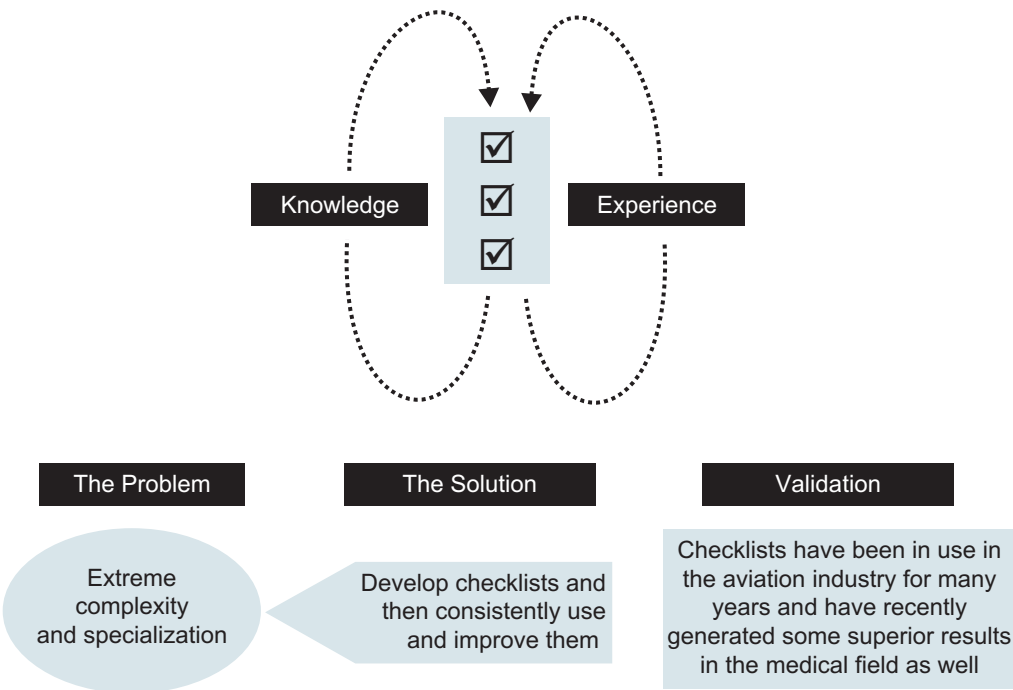 Knowledge
Experience
The Problem
Extreme
complexity
and specialization
The Solution
Develop checklists and
then consistently use
and improve them
Validation
Checklists have been in use in
the aviation industry for many
years and have recently
generated some superior results
in the medical field as well